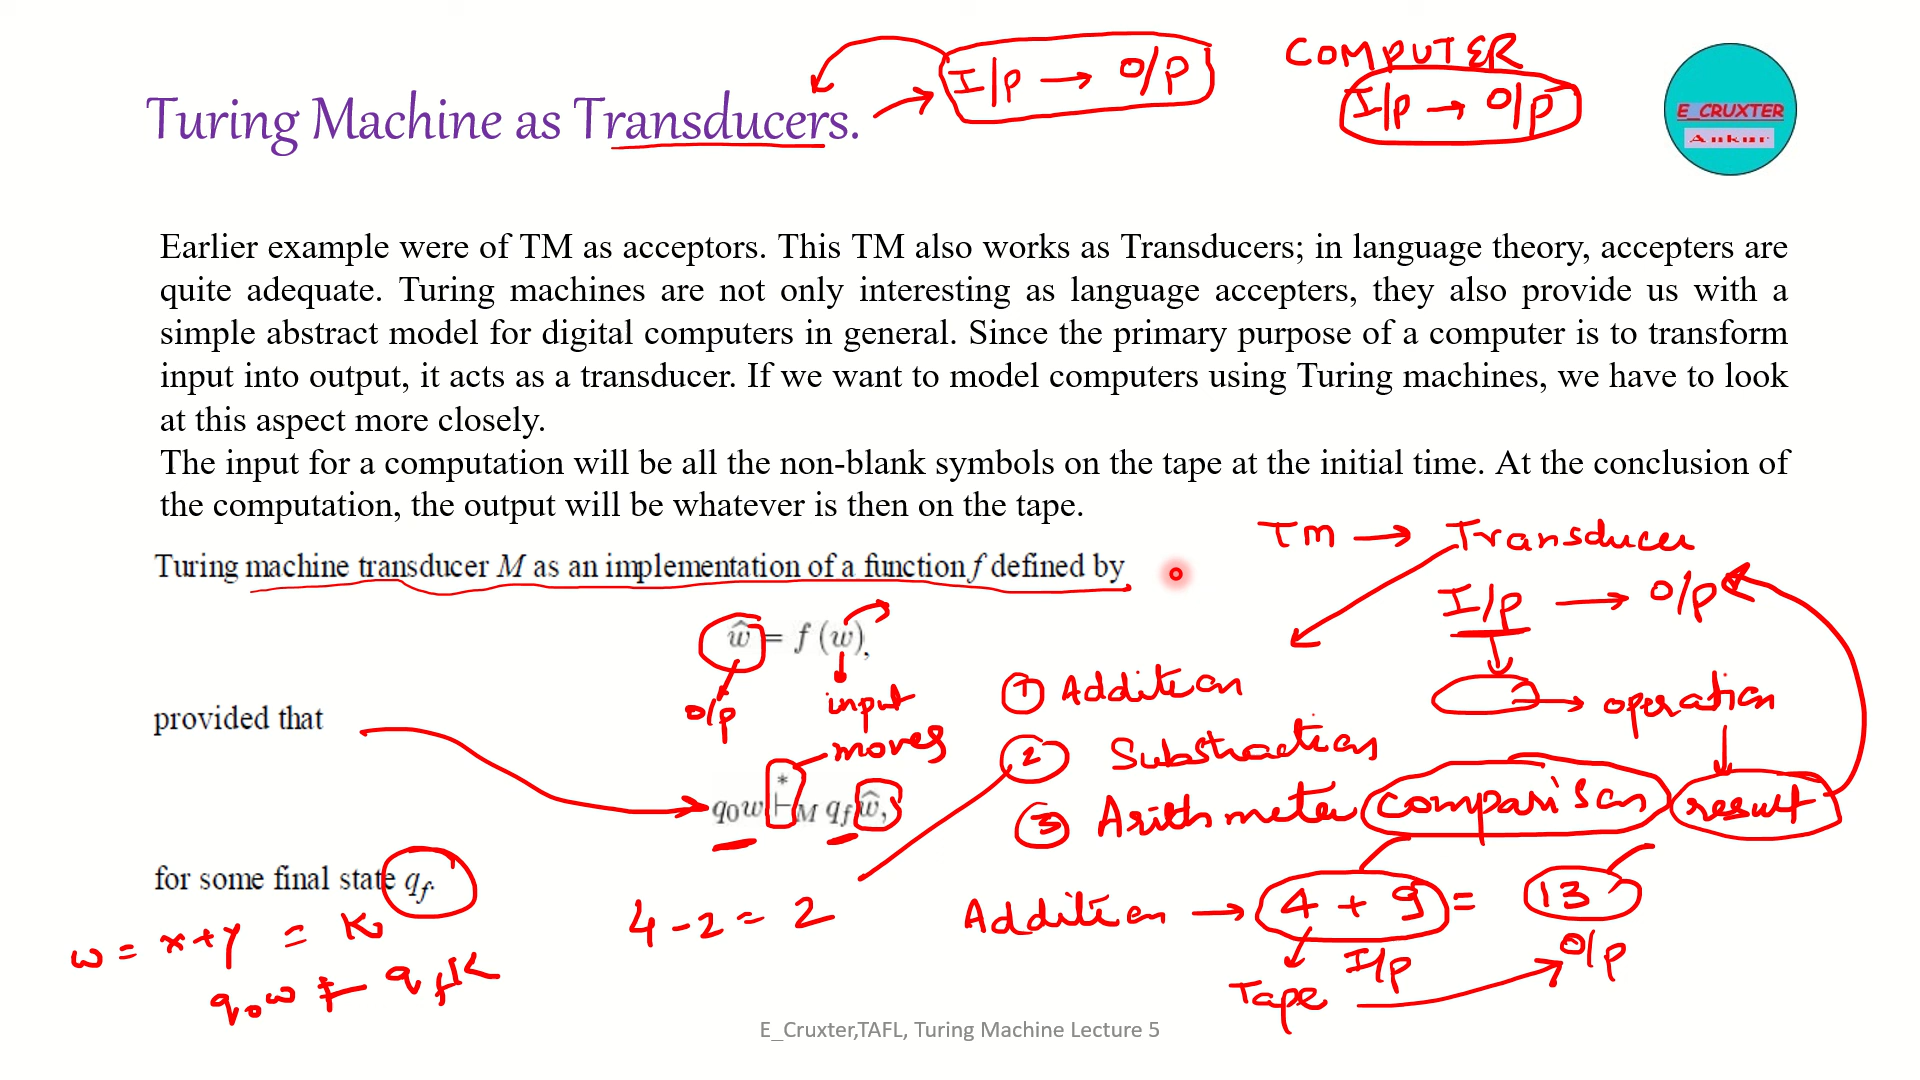 I/p → O/p
COMPUTER
I/p → O/p
E_CRUXTER
Ankur
Turing Machine as Transducers.
Earlier example were of TM as acceptors. This TM also works as Transducers; in language theory, accepters are
quite adequate. Turing machines are not only interesting as language accepters, they also provide us with a
simple abstract model for digital computers in general. Since the primary purpose of a computer is to transform
input into output, it acts as a transducer. If we want to model computers using Turing machines, we have to look
at this aspect more closely.
The input for a computation will be all the non-blank symbols on the tape at the initial time. At the conclusion of
the computation, the output will be whatever is then on the tape.
TM → Transducer
Turing machine transducer M as an implementation of a function f defined by
I/p → O/p
ŵ = f (w),
O/p
input
① Addition
operation
provided that
moves
② Substraction
q₀w ⊢*M qf ŵ,
③ Arithmeter comparison result
for some final state qf.
4 - 2 = 2
Addition → 4 + 9 = 13
w = x+y = K
I/p
O/p
q₀w ⊢* qf K
Tape
E_Cruxter,TAFL, Turing Machine Lecture 5